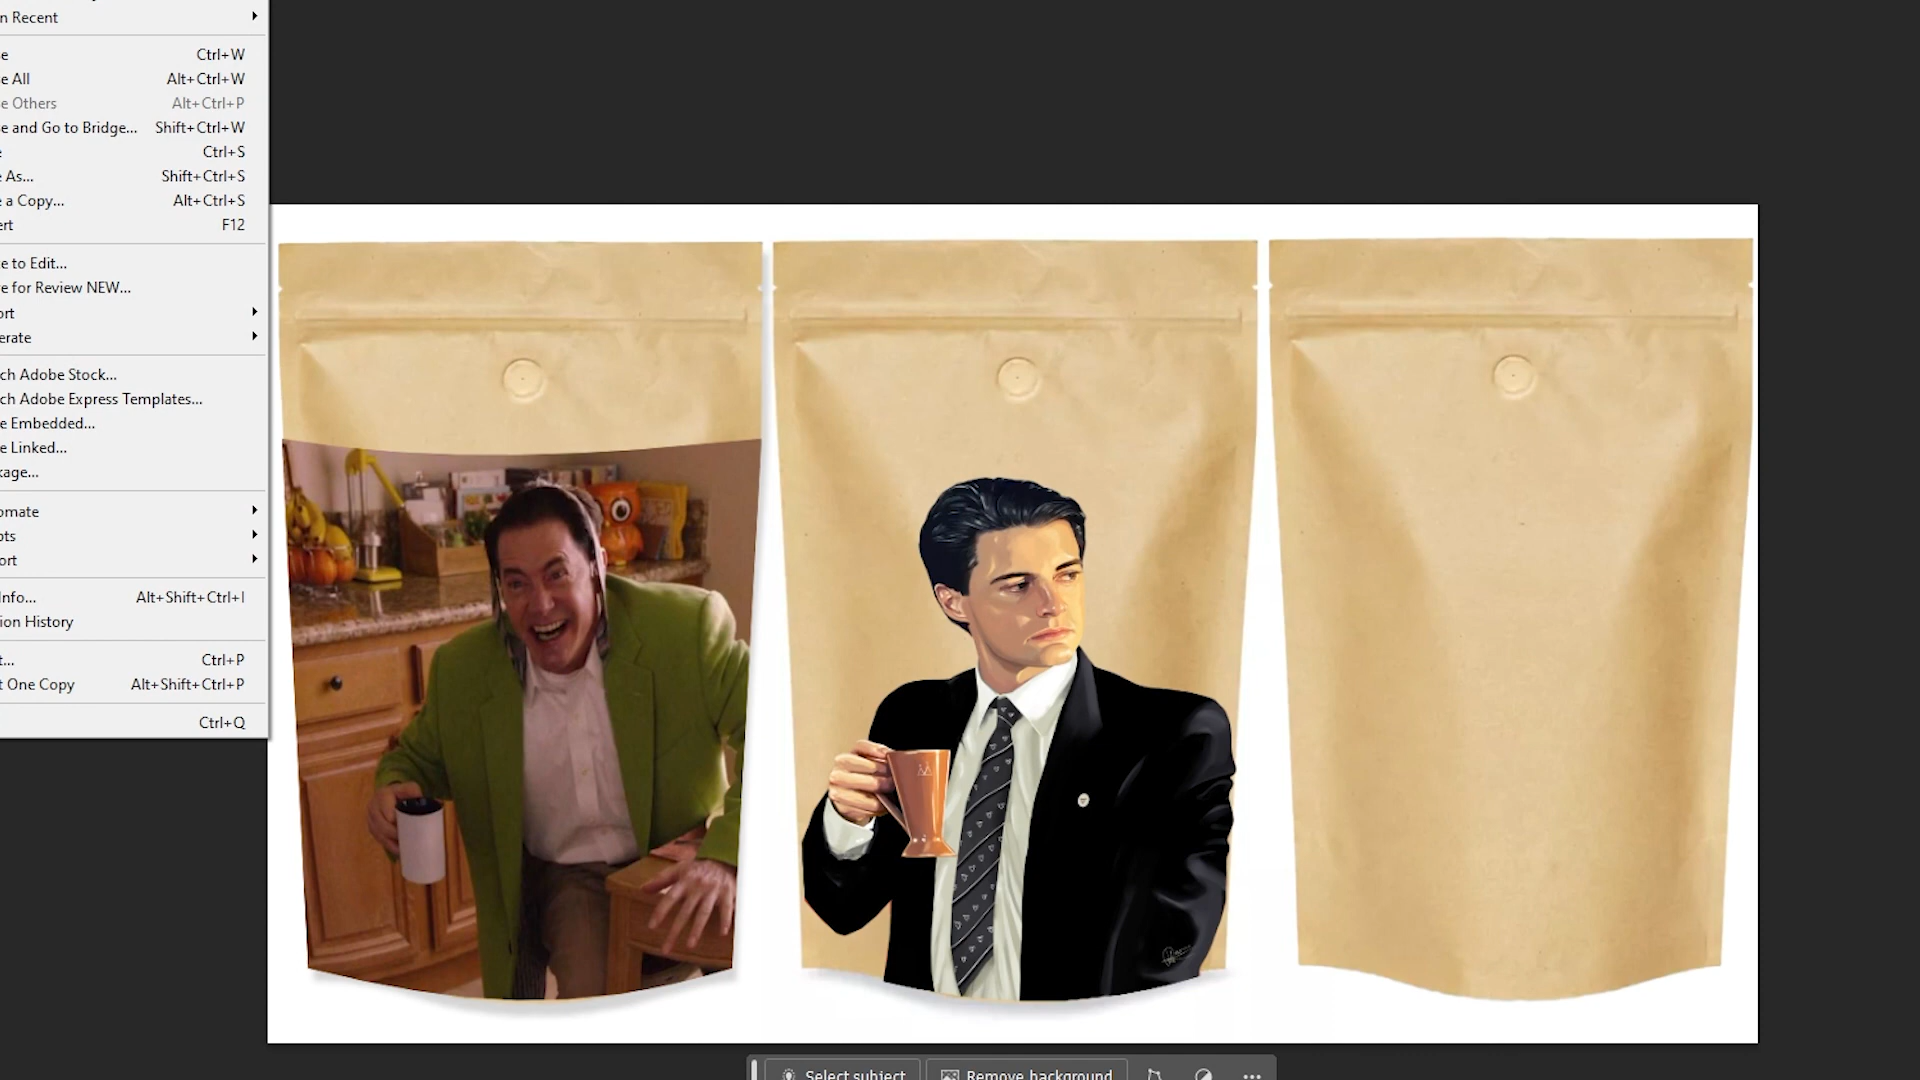 n Recent
e Ctrl+W
e All Alt+Ctrl+W
e Others Alt+Ctrl+P
e and Go to Bridge... Shift+Ctrl+W
e Ctrl+S
e As... Shift+Ctrl+S
e a Copy... Alt+Ctrl+S
ert F12
e to Edit...
e for Review NEW...
ort
erate
ch Adobe Stock...
ch Adobe Express Templates...
e Embedded...
e Linked...
kage...
omate
pts
ort
Info... Alt+Shift+Ctrl+I
ion History
t... Ctrl+P
t One Copy Alt+Shift+Ctrl+P
Ctrl+Q
Select subject Remove background